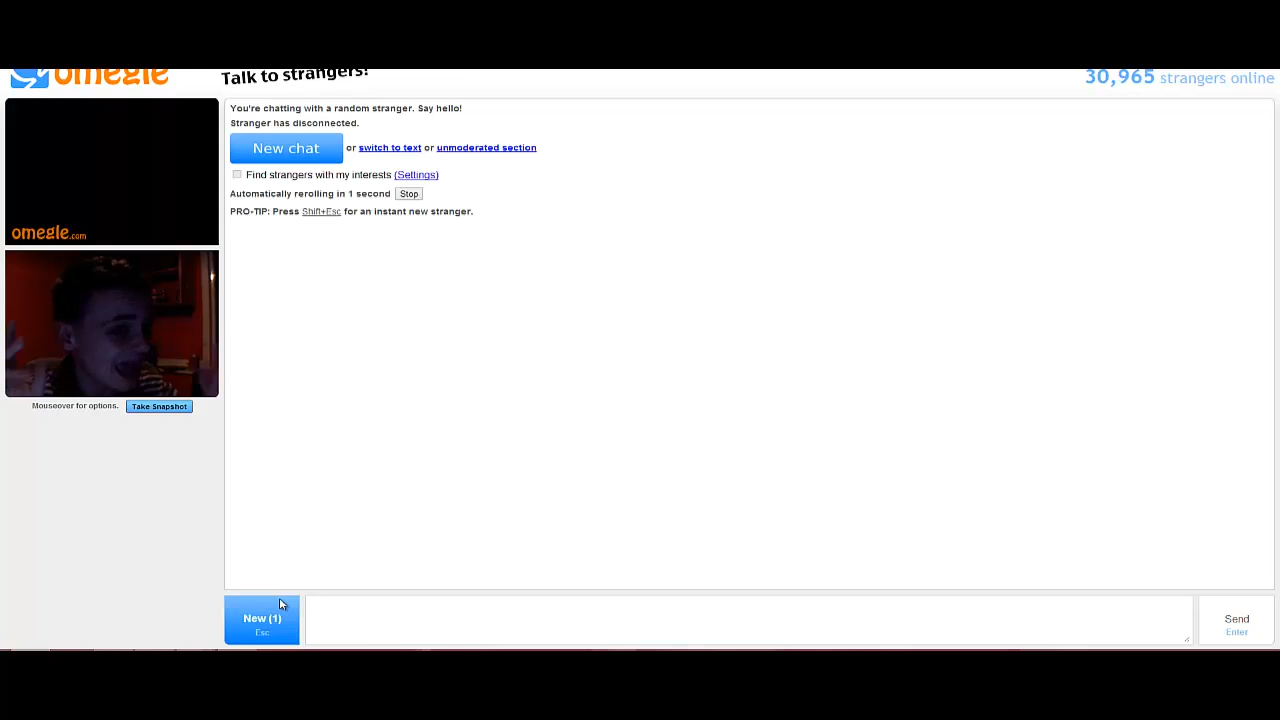 omegle
Talk to strangers!
30,965 strangers online
You're chatting with a random stranger. Say hello!
Stranger has disconnected.
New chat or switch to text or unmoderated section
Find strangers with my interests (Settings)
Automatically rerolling in 1 second Stop
PRO-TIP: Press Shift+Esc for an instant new stranger.
omegle.com
Mouseover for options. Take Snapshot
New (1)
Esc
Send
Enter